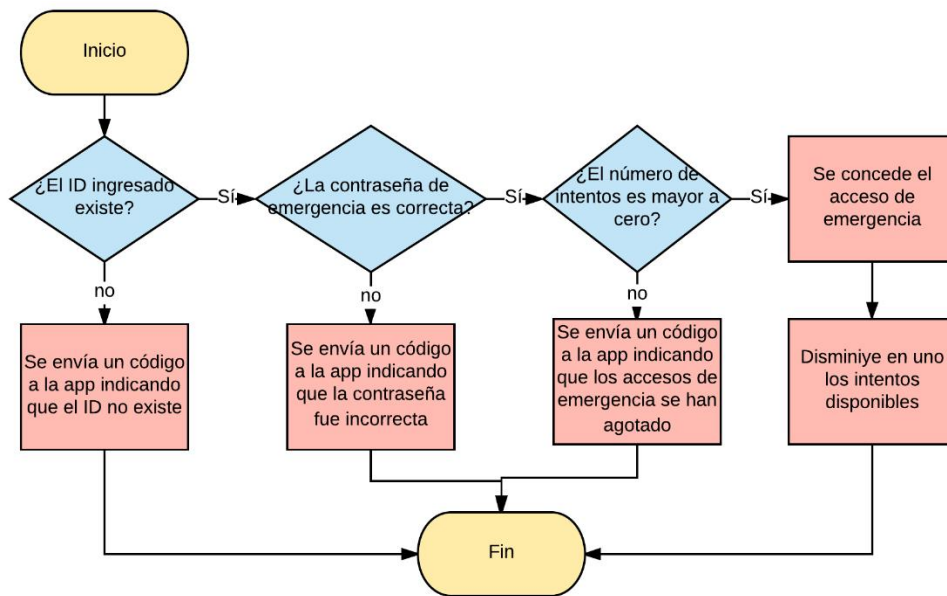 Inicio
¿El ID ingresado
existe?
Sí
¿La contraseña de
emergencia es correcta?
Sí
¿El número de
intentos es mayor a
cero?
Sí
Se concede el
acceso de
emergencia
no
no
no
Se envía un código
a la app indicando
que el ID no existe
Se envía un código
a la app indicando
que la contraseña
fue incorrecta
Se envía un código
a la app indicando
que los accesos de
emergencia se han
agotado
Disminiye en uno
los intentos
disponibles
Fin